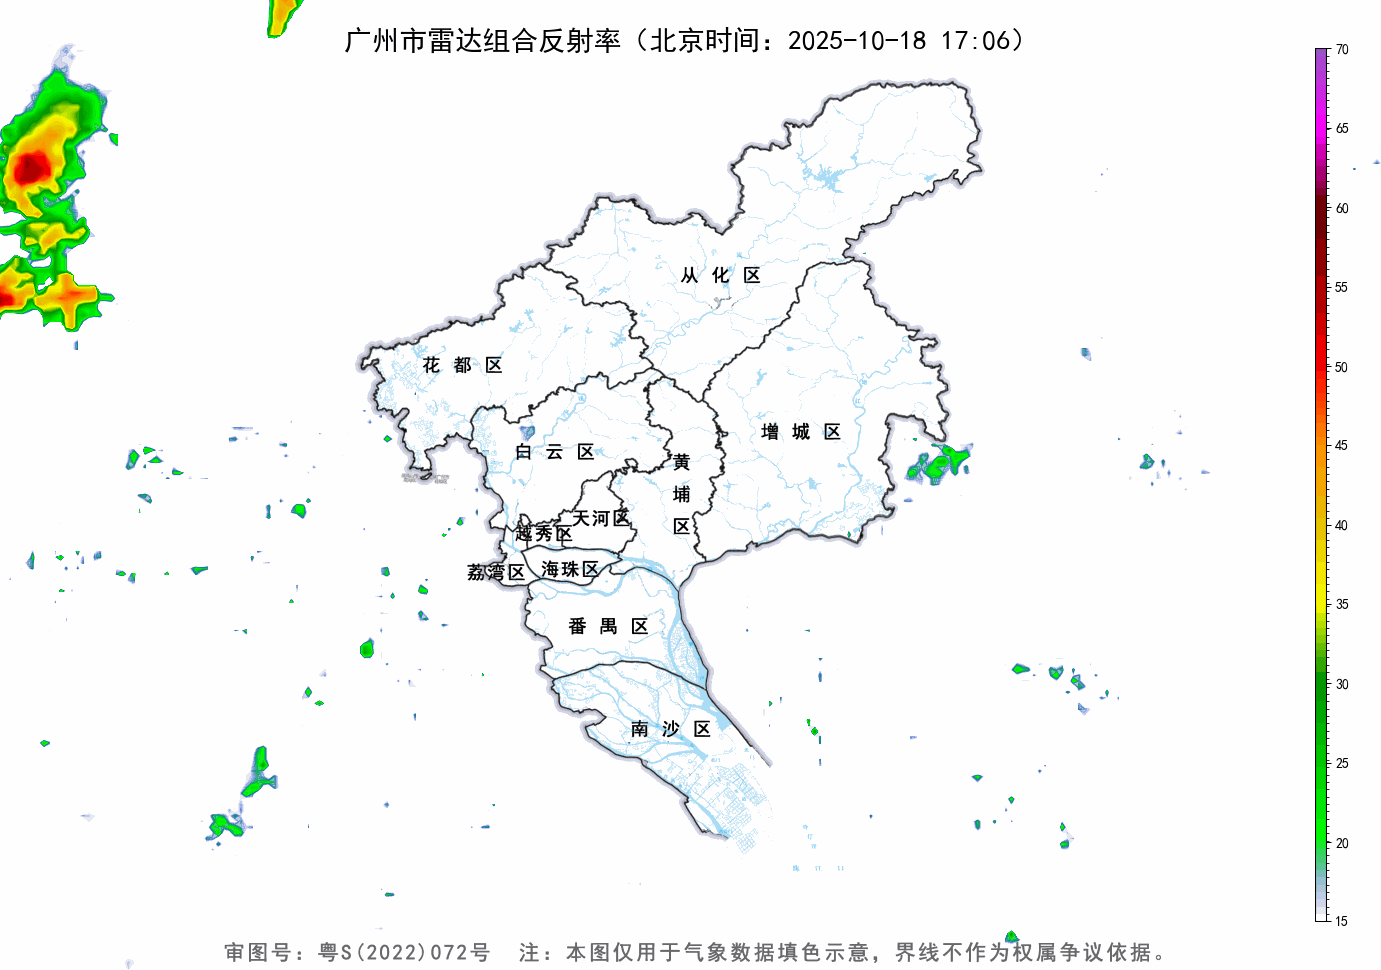 广州市雷达组合反射率（北京时间：2025-10-18 17:06）
70
65
60
55
50
45
40
35
30
25
20
15
从化区
花都区
增城区
白云区
黄埔区
天河区
越秀区
荔湾区
海珠区
番禺区
南沙区
审图号：粤S(2022)072号 注：本图仅用于气象数据填色示意，界线不作为权属争议依据。